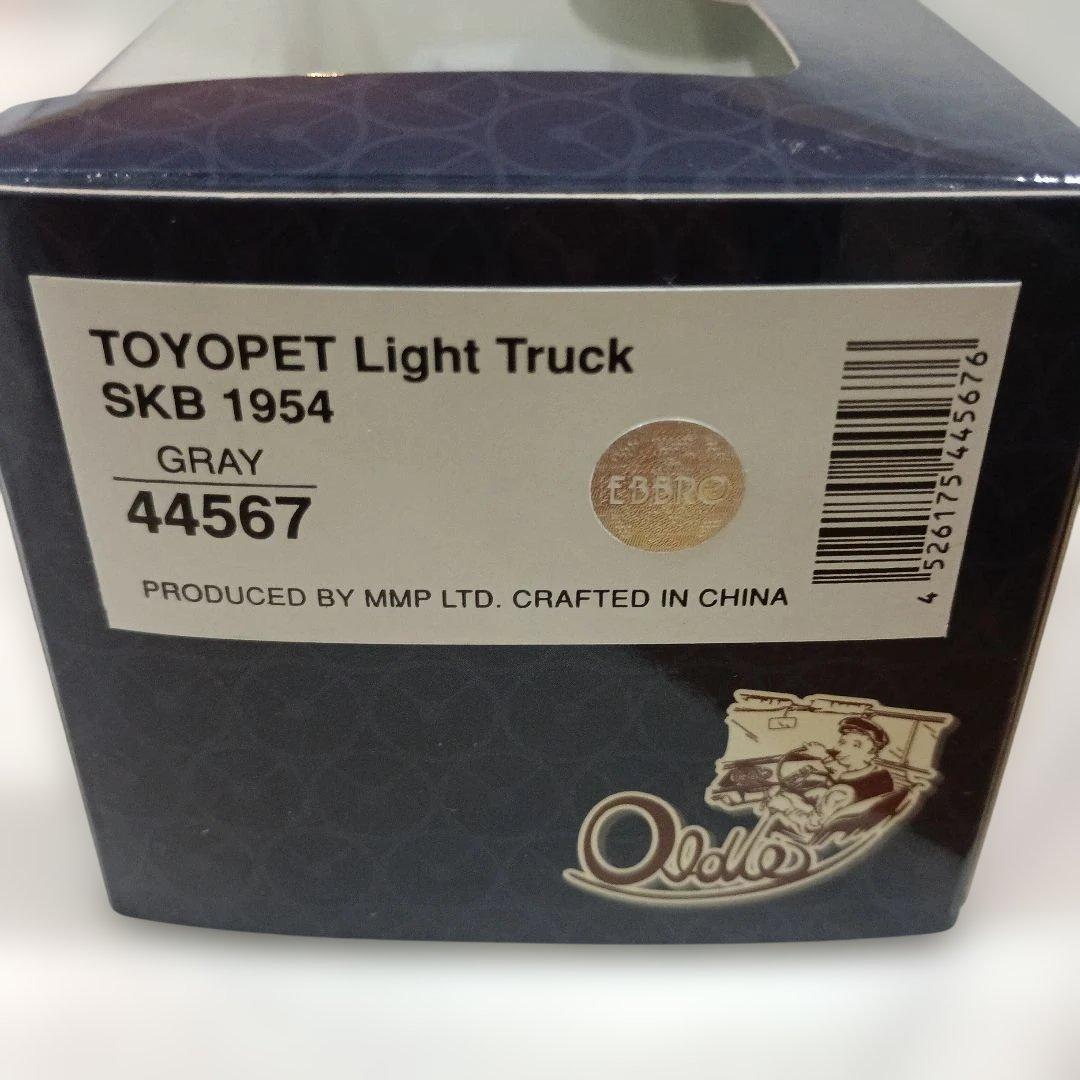 TOYOPET Light Truck
SKB 1954
GRAY
44567
EBBRO
PRODUCED BY MMP LTD. CRAFTED IN CHINA
4 526175 445676
Oldies